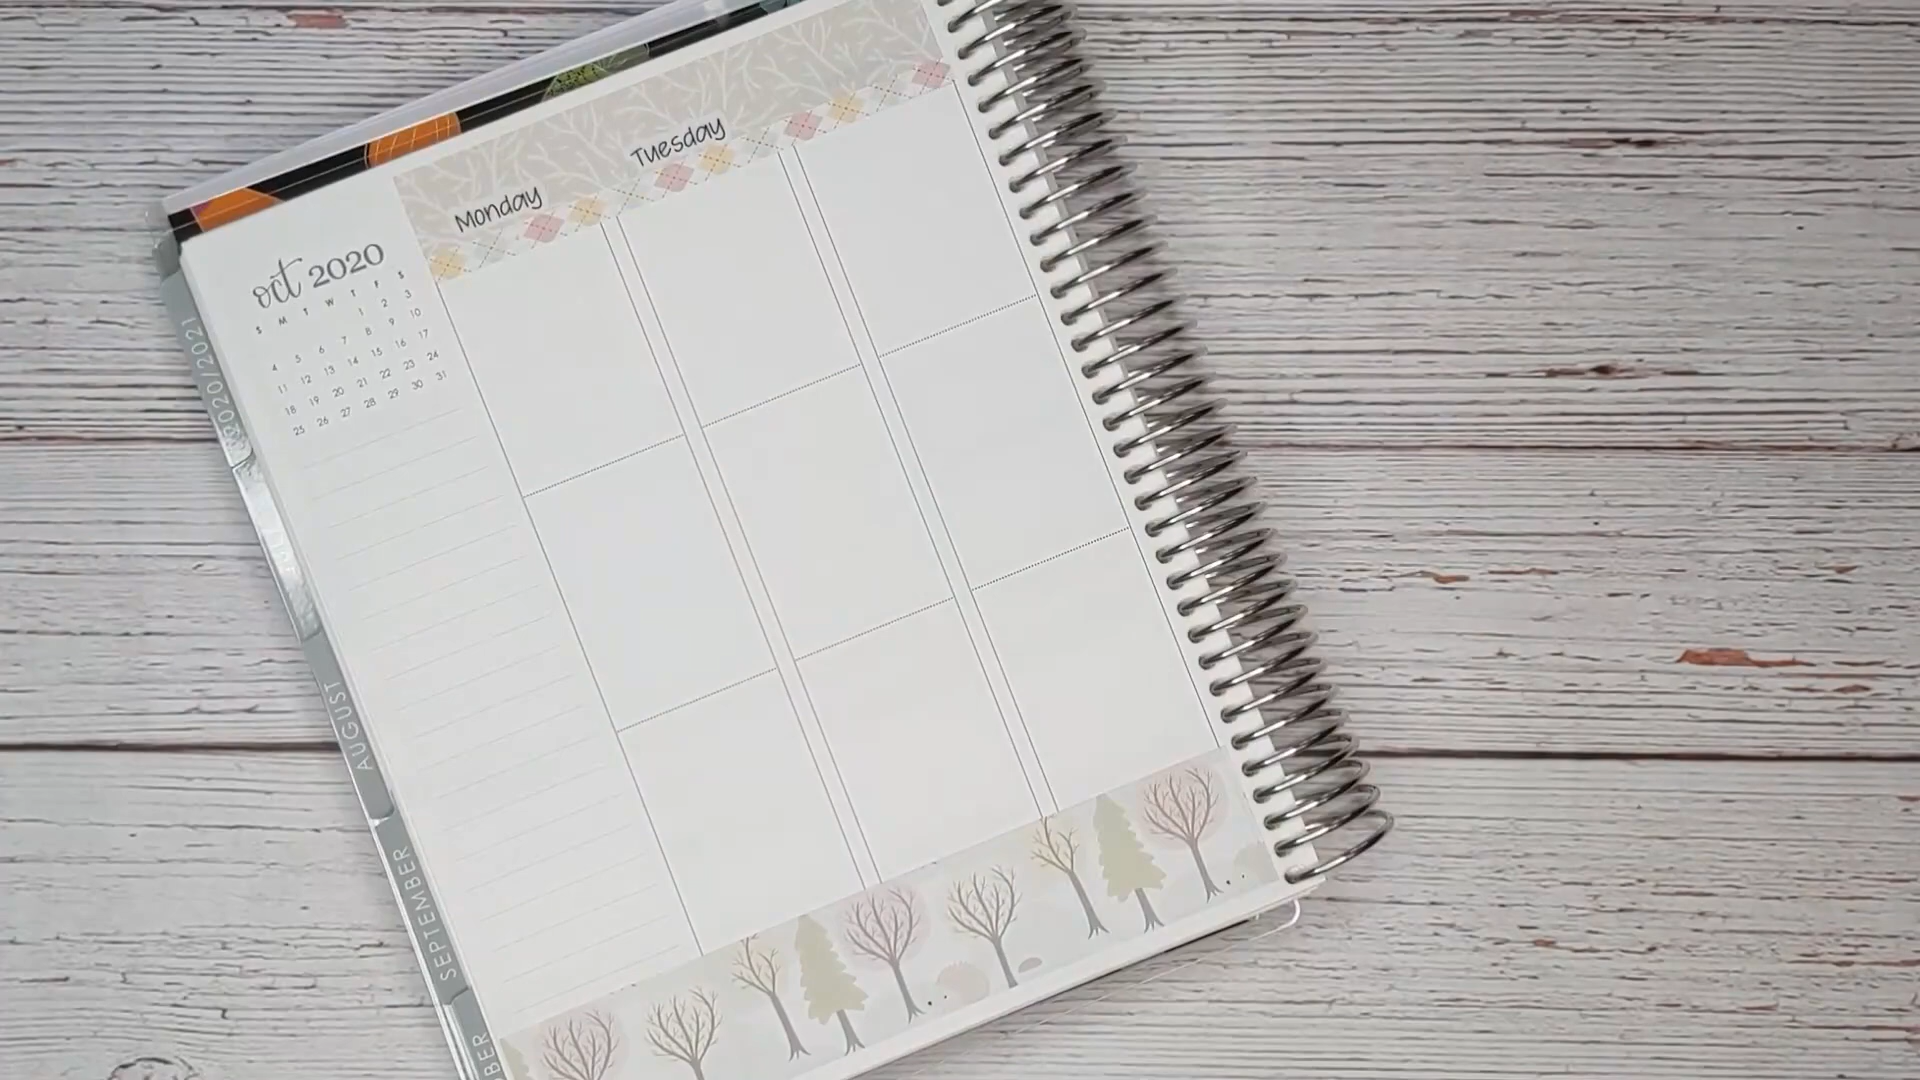 Monday
Tuesday
oct 2020
S M T W T F S
1 2 3
4 5 6 7 8 9 10
11 12 13 14 15 16 17
18 19 20 21 22 23 24
25 26 27 28 29 30 31
2020/2021
AUGUST
SEPTEMBER
BER